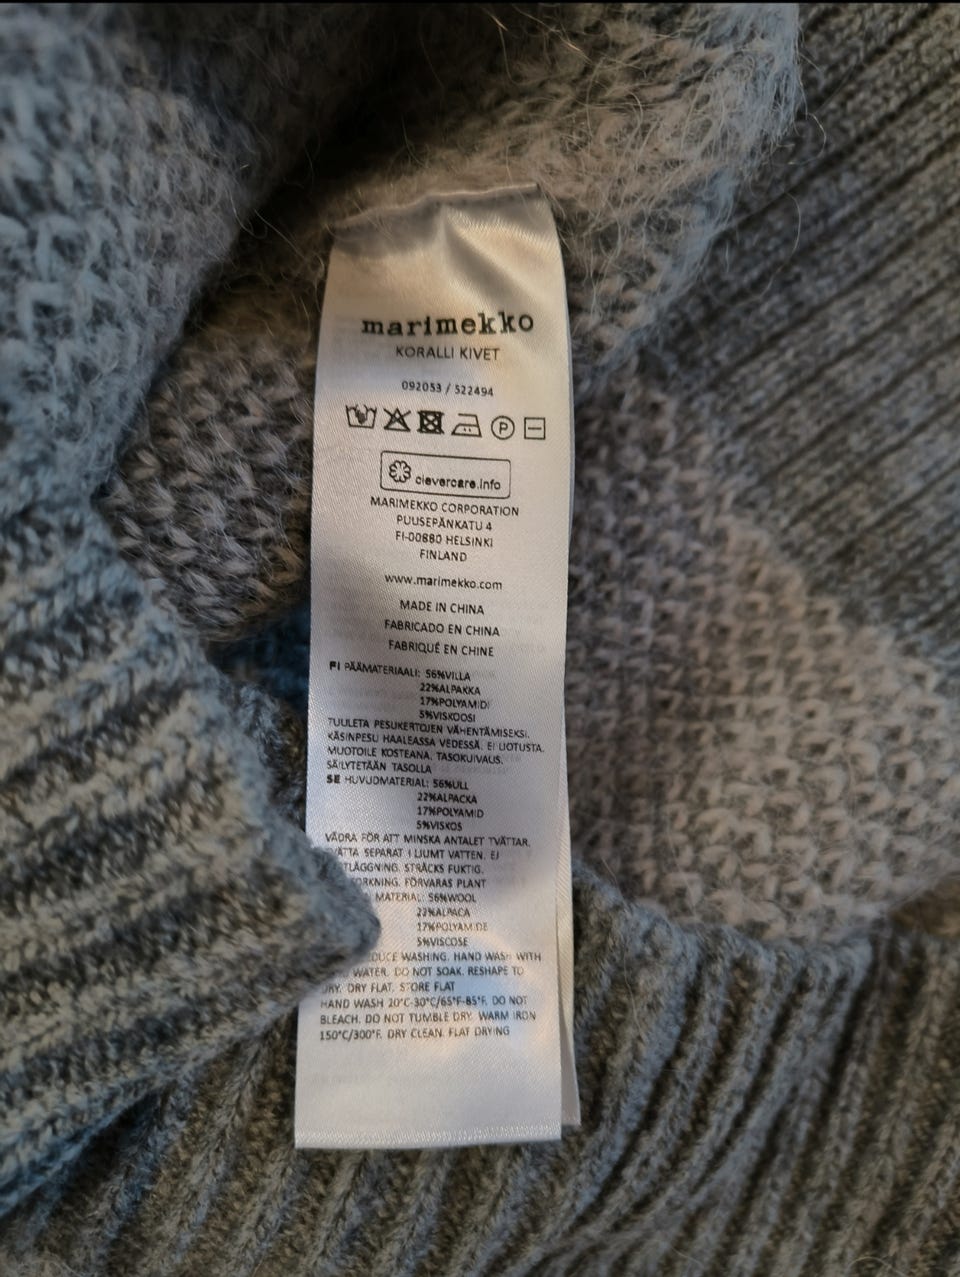 marimekko
KORALLI KIVET
092053 / 522494
P
clevercare.info
MARIMEKKO CORPORATION
PUUSEPÄNKATU 4
FI-00880 HELSINKI
FINLAND
www.marimekko.com
MADE IN CHINA
FABRICADO EN CHINA
FABRIQUÉ EN CHINE
FI PÄÄMATERIAALI: 56%VILLA
22%ALPAKKA
17%POLYAMIDI
5%VISKOOSI
TUULETA PESUKERTOJEN VÄHENTÄMISEKSI.
KÄSINPESU HAALEASSA VEDESSÄ. EI LIOTUSTA.
MUOTOILE KOSTEANA. TASOKUIVAUS.
SÄILYTETÄÄN TASOLLA
SE HUVUDMATERIAL: 56%ULL
22%ALPACKA
17%POLYAMID
5%VISKOS
VÄDRA FÖR ATT MINSKA ANTALET TVÄTTAR.
SEPARAT I LJUMT VATTEN. EJ
STRÄCKS FUKTIG.
FÖRVARAS PLANT
MATERIAL: 56%WOOL
22%ALPACA
17%POLYAMIDE
5%VISCOSE
WASHING. HAND WASH WITH
WATER. DO NOT SOAK. RESHAPE TO
DRY. DRY FLAT. STORE FLAT
HAND WASH 20°C-30°C/65°F-85°F. DO NOT
BLEACH. DO NOT TUMBLE DRY. WARM IRON
150°C/300°F. DRY CLEAN. FLAT DRYING